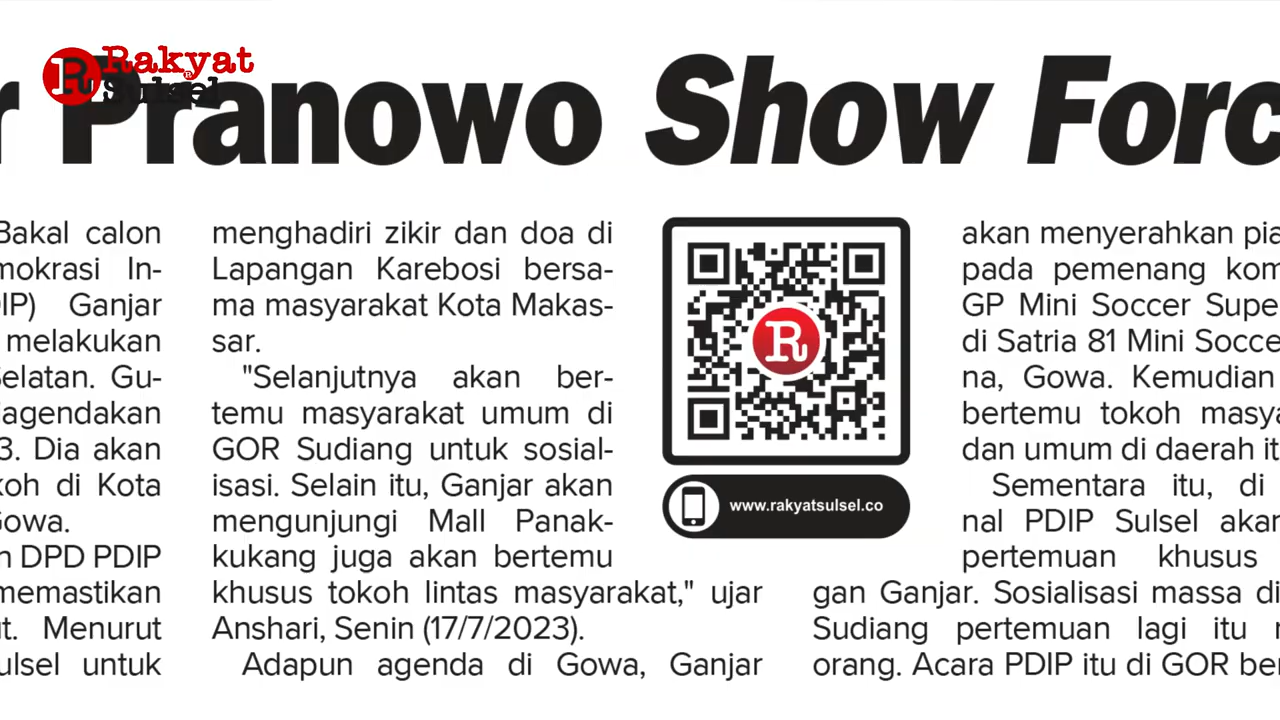 Rakyat
Sulsel
r Pranowo Show Forc
Bakal calon
mokrasi In-
IP) Ganjar
melakukan
Selatan. Gu-
agendakan
3. Dia akan
koh di Kota
Gowa.
n DPD PDIP
memastikan
ut. Menurut
ulsel untuk
menghadiri zikir dan doa di
Lapangan Karebosi bersa-
ma masyarakat Kota Makas-
sar.
"Selanjutnya akan ber-
temu masyarakat umum di
GOR Sudiang untuk sosial-
isasi. Selain itu, Ganjar akan
mengunjungi Mall Panak-
kukang juga akan bertemu
khusus tokoh lintas masyarakat," ujar
Anshari, Senin (17/7/2023).
Adapun agenda di Gowa, Ganjar
R
www.rakyatsulsel.co
akan menyerahkan pia
pada pemenang kom
GP Mini Soccer Supe
di Satria 81 Mini Socce
na, Gowa. Kemudian
bertemu tokoh masya
dan umum di daerah it
Sementara itu, di
nal PDIP Sulsel akan
pertemuan khusus
gan Ganjar. Sosialisasi massa di
Sudiang pertemuan lagi itu
orang. Acara PDIP itu di GOR ber